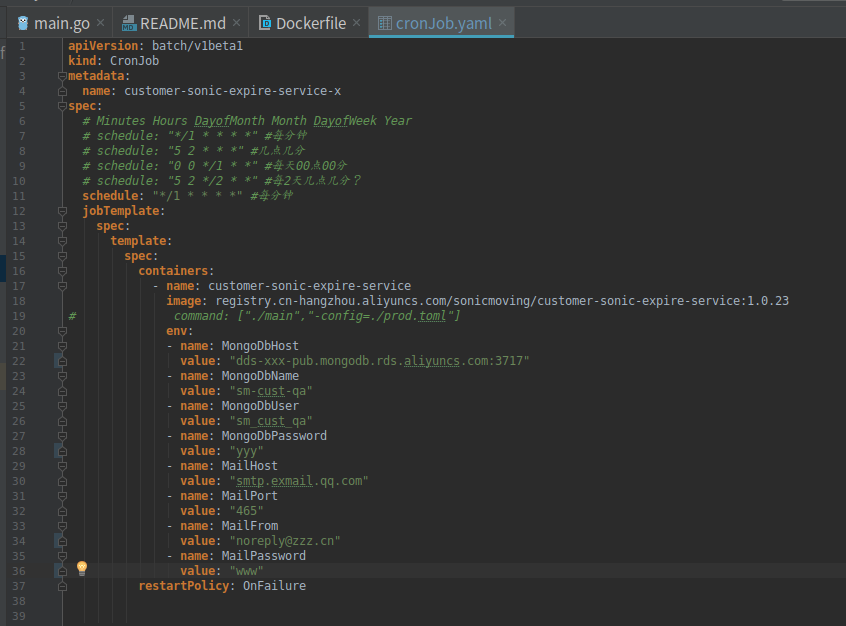 main.go × README.md × Dockerfile × cronJob.yaml ×
1 apiVersion: batch/v1beta1
2 kind: CronJob
3 metadata:
4 name: customer-sonic-expire-service-x
5 spec:
6 # Minutes Hours DayofMonth Month DayofWeek Year
7 # schedule: "*/1 * * * *" #每分钟
8 # schedule: "5 2 * * *" #几点几分
9 # schedule: "0 0 */1 * *" #每天00点00分
10 # schedule: "5 2 */2 * *" #每2天几点几分？
11 schedule: "*/1 * * * *" #每分钟
12 jobTemplate:
13 spec:
14 template:
15 spec:
16 containers:
17 - name: customer-sonic-expire-service
18 image: registry.cn-hangzhou.aliyuncs.com/sonicmoving/customer-sonic-expire-service:1.0.23
19 # command: ["./main","-config=./prod.toml"]
20 env:
21 - name: MongoDbHost
22 value: "dds-xxx-pub.mongodb.rds.aliyuncs.com:3717"
23 - name: MongoDbName
24 value: "sm-cust-qa"
25 - name: MongoDbUser
26 value: "sm_cust_qa"
27 - name: MongoDbPassword
28 value: "yyy"
29 - name: MailHost
30 value: "smtp.exmail.qq.com"
31 - name: MailPort
32 value: "465"
33 - name: MailFrom
34 value: "noreply@zzz.cn"
35 - name: MailPassword
36 value: "www"
37 restartPolicy: OnFailure
38
39